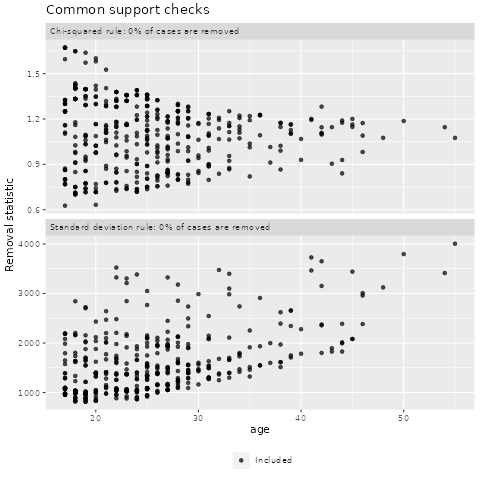 Common support checks
Chi-squared rule: 0% of cases are removed
1.5
1.2
0.9
0.6
Standard deviation rule: 0% of cases are removed
4000
3000
2000
1000
Removal statistic
20
30
40
50
age
Included